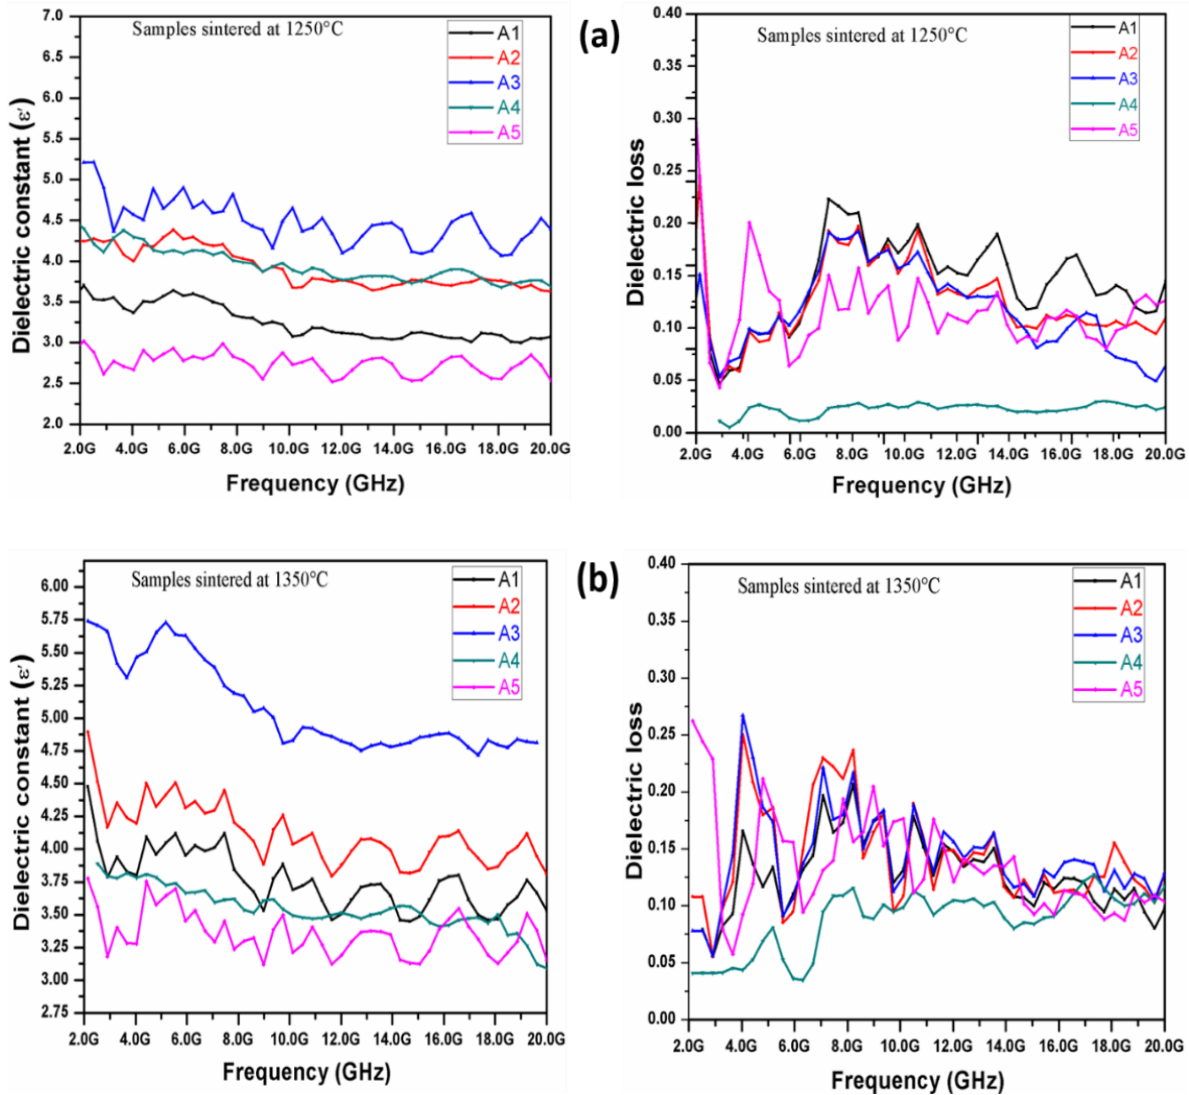 (a)
Samples sintered at 1250°C
A1
A2
A3
A4
A5
Dielectric constant (ε′)
7.0
6.5
6.0
5.5
5.0
4.5
4.0
3.5
3.0
2.5
2.0
2.0G 4.0G 6.0G 8.0G 10.0G 12.0G 14.0G 16.0G 18.0G 20.0G
Frequency (GHz)
Samples sintered at 1250°C
A1
A2
A3
A4
A5
Dielectric loss
0.40
0.35
0.30
0.25
0.20
0.15
0.10
0.05
0.00
2.0G 4.0G 6.0G 8.0G 10.0G 12.0G 14.0G 16.0G 18.0G 20.0G
Frequency (GHz)
(b)
Samples sintered at 1350°C
A1
A2
A3
A4
A5
Dielectric constant (ε′)
6.00
5.75
5.50
5.25
5.00
4.75
4.50
4.25
4.00
3.75
3.50
3.25
3.00
2.75
2.0G 4.0G 6.0G 8.0G 10.0G 12.0G 14.0G 16.0G 18.0G 20.0G
Frequency (GHz)
Samples sintered at 1350°C
A1
A2
A3
A4
A5
Dielectric loss
0.40
0.35
0.30
0.25
0.20
0.15
0.10
0.05
0.00
2.0G 4.0G 6.0G 8.0G 10.0G 12.0G 14.0G 16.0G 18.0G 20.0G
Frequency (GHz)